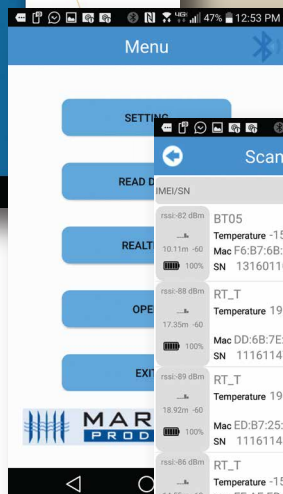 47% 12:53 PM
Menu
SETTING
READ D
REALT
OPE
EXI
MAR
PROD
Scan
IMEI/SN
rssi:-82 dBm BT05
Temperature -15
10.11m -60 Mac F6:B7:6B:
100% SN 1316011
rssi:-88 dBm RT_T
Temperature 19
17.35m -60 Mac DD:6B:7E:
100% SN 1116114
rssi:-89 dBm RT_T
Temperature 19
18.92m -60 Mac ED:B7:25:
100% SN 1116114
rssi:-86 dBm RT_T
Temperature -15